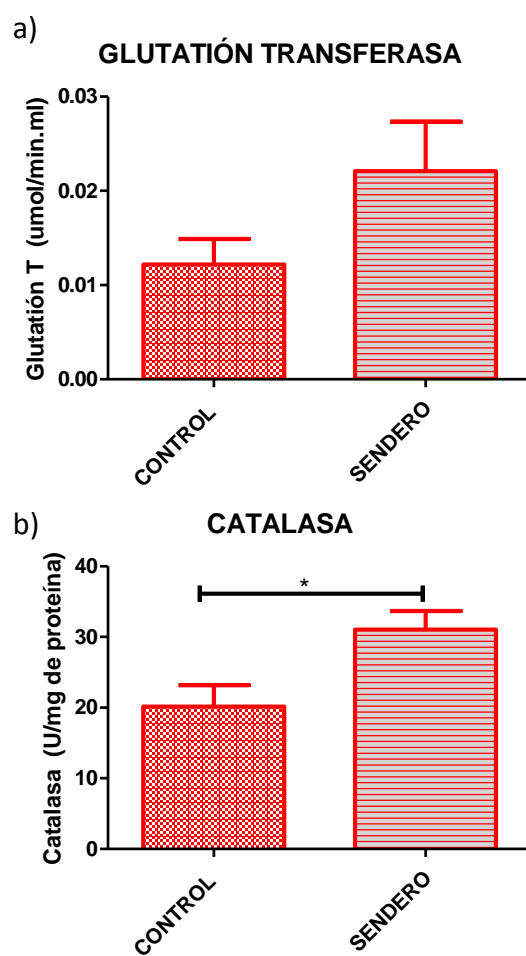 a)
GLUTATIÓN TRANSFERASA
Glutatión T (umol/min.ml)
0.03
0.02
0.01
0.00
CONTROL
SENDERO
b)
CATALASA
Catalasa (U/mg de proteína)
40
30
20
10
0
*
CONTROL
SENDERO